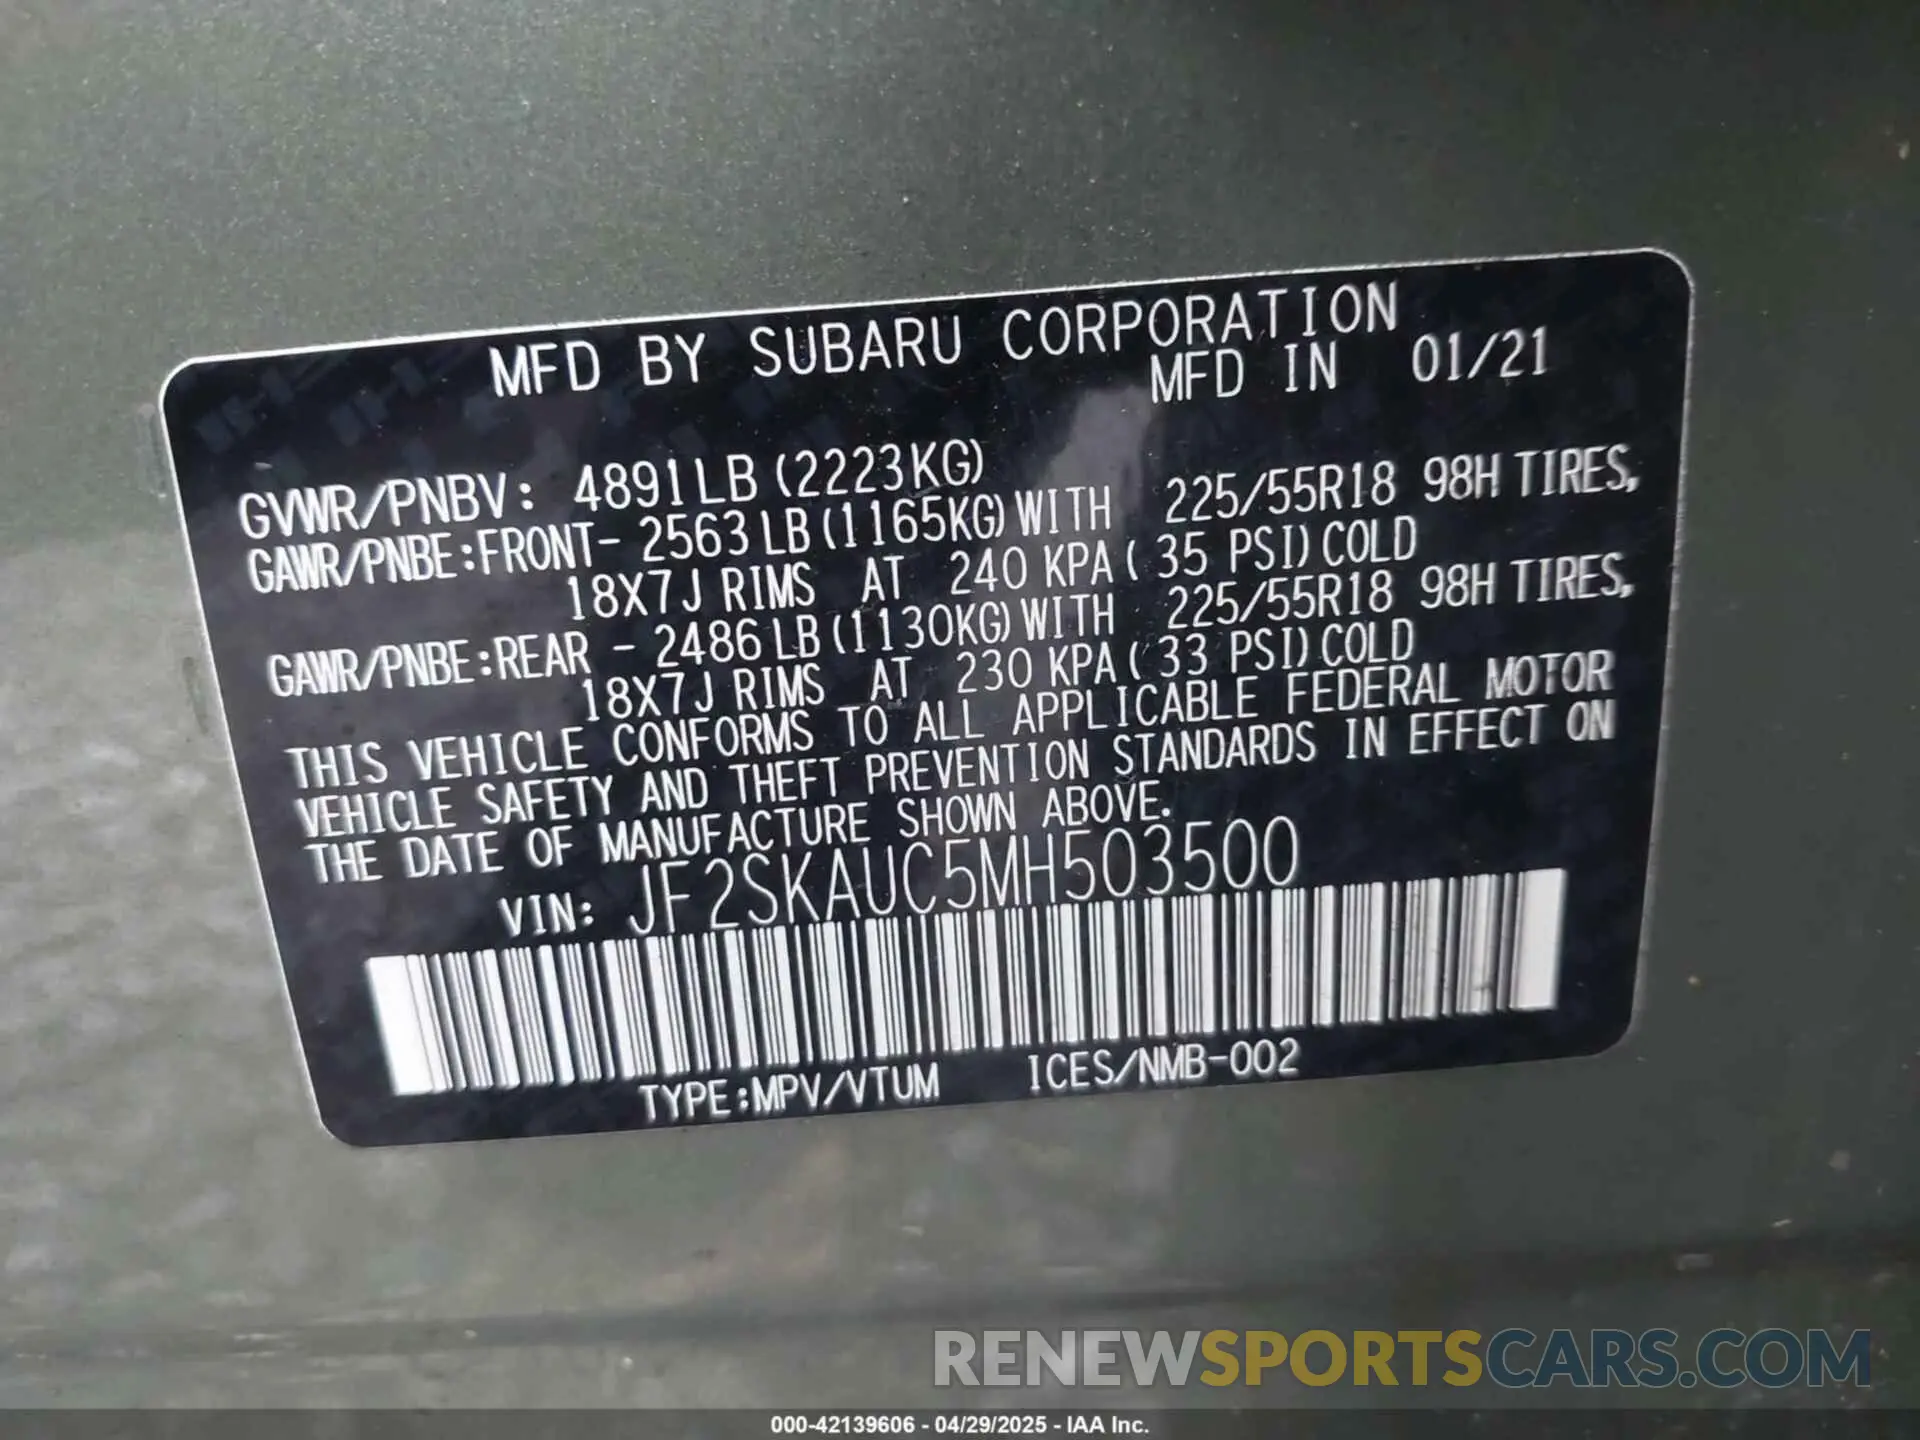 MFD BY SUBARU CORPORATION
MFD IN 01/21
GVWR/PNBV: 4891LB (2223KG)
GAWR/PNBE:FRONT- 2563LB(1165KG)WITH 225/55R18 98H TIRES,
18X7J RIMS AT 240 KPA( 35 PSI)COLD
GAWR/PNBE:REAR - 2486LB(1130KG)WITH 225/55R18 98H TIRES,
18X7J RIMS AT 230 KPA( 33 PSI)COLD
THIS VEHICLE CONFORMS TO ALL APPLICABLE FEDERAL MOTOR
VEHICLE SAFETY AND THEFT PREVENTION STANDARDS IN EFFECT ON
THE DATE OF MANUFACTURE SHOWN ABOVE.
VIN: JF2SKAUC5MH503500
TYPE:MPV/VTUM ICES/NMB-002
RENEWSPORTSCARS.COM
000-42139606 - 04/29/2025 - IAA Inc.